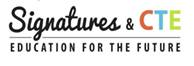 Signatures & CTE
EDUCATION FOR THE FUTURE